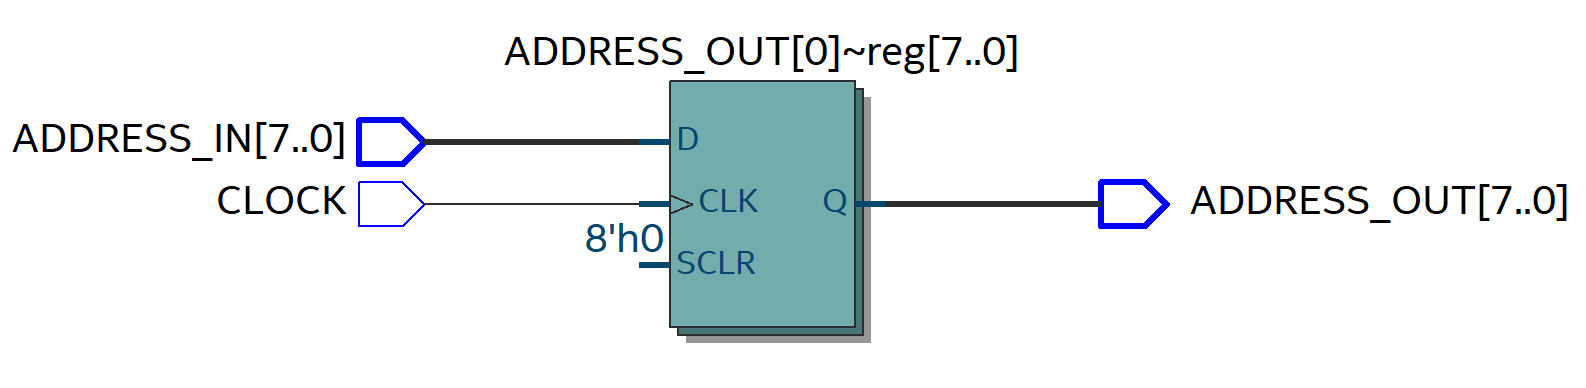 ADDRESS_OUT[0]~reg[7..0]
ADDRESS_IN[7..0]
D
CLOCK
CLK
Q
ADDRESS_OUT[7..0]
8'h0
SCLR